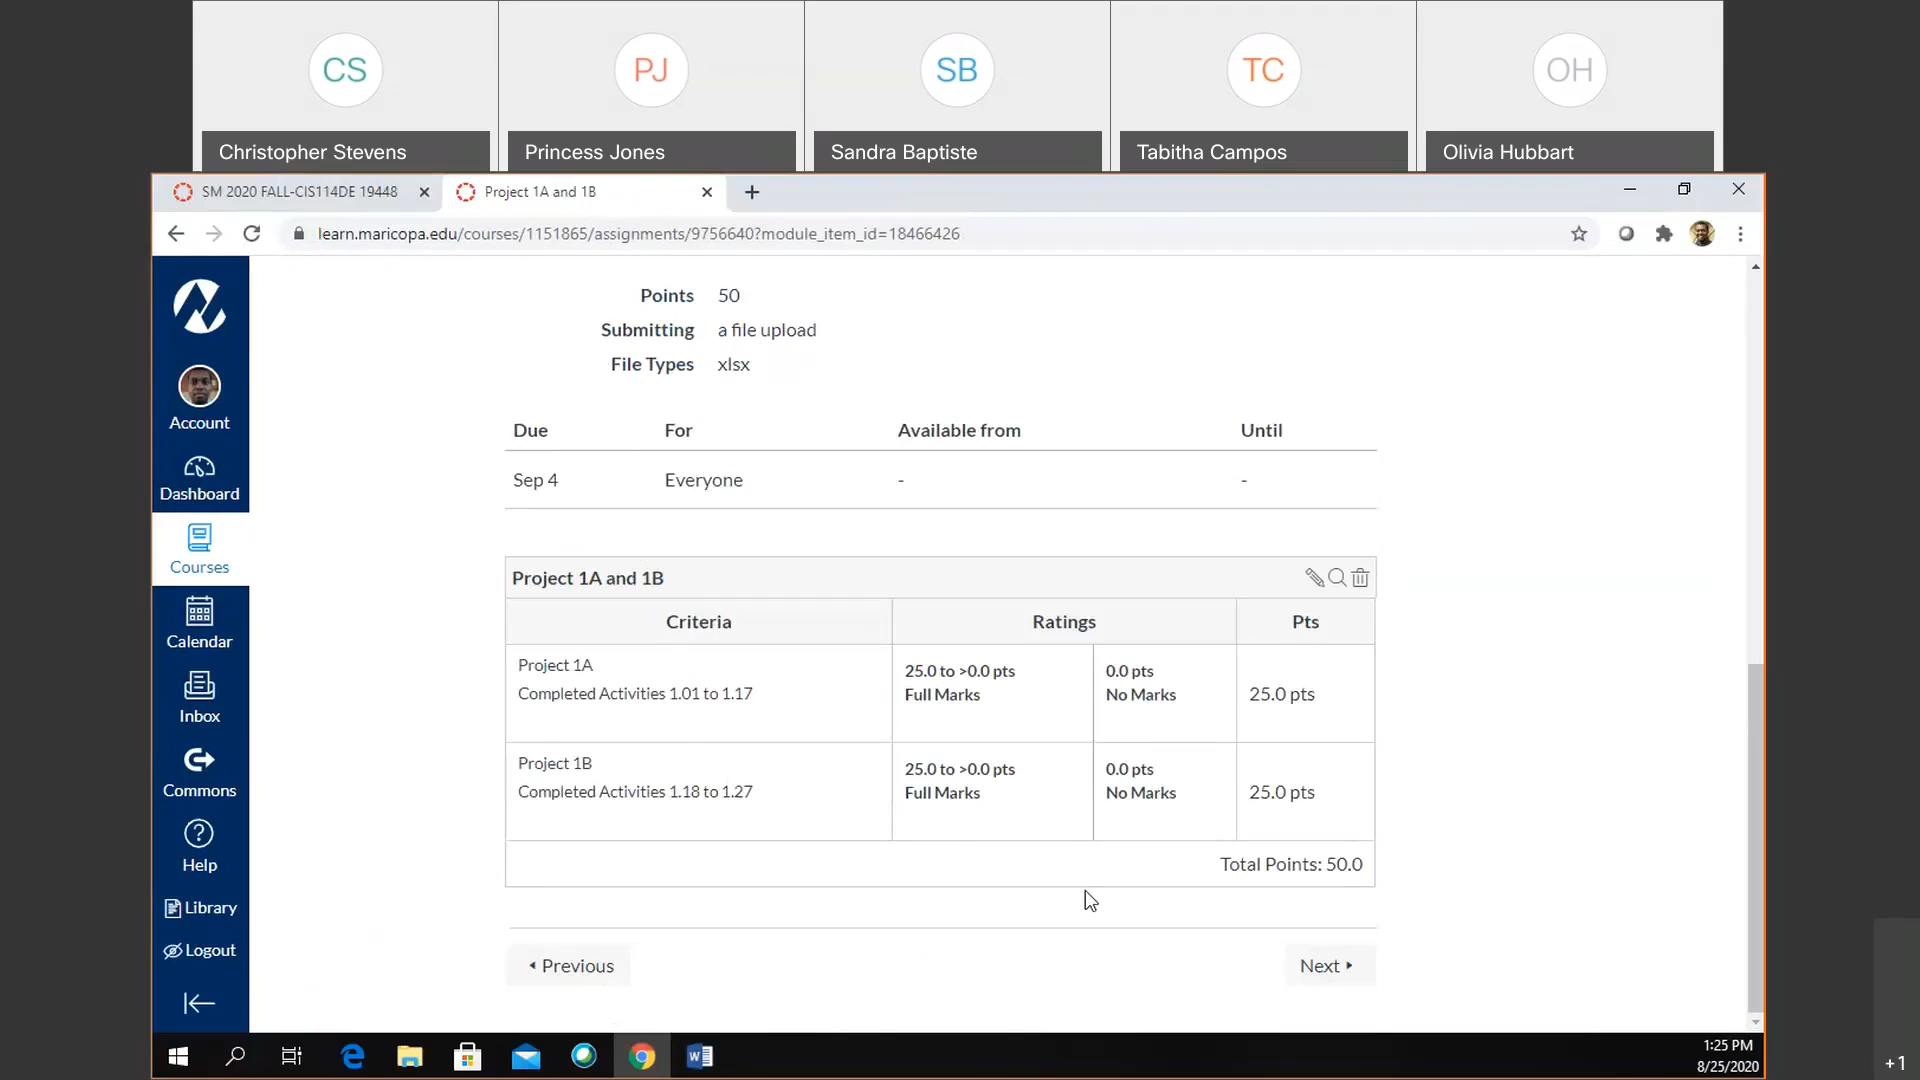 CS
PJ
SB
TC
OH
Christopher Stevens
Princess Jones
Sandra Baptiste
Tabitha Campos
Olivia Hubbart
SM 2020 FALL-CIS114DE 19448
Project 1A and 1B
learn.maricopa.edu/courses/1151865/assignments/9756640?module_item_id=18466426
Account
Dashboard
Courses
Calendar
Inbox
Commons
Help
Library
Logout
Points 50
Submitting a file upload
File Types xlsx
Due For Available from Until
Sep 4 Everyone - -
Project 1A and 1B
Criteria Ratings Pts
Project 1A
Completed Activities 1.01 to 1.17
25.0 to >0.0 pts
Full Marks
0.0 pts
No Marks
25.0 pts
Project 1B
Completed Activities 1.18 to 1.27
25.0 to >0.0 pts
Full Marks
0.0 pts
No Marks
25.0 pts
Total Points: 50.0
Previous
Next
1:25 PM
8/25/2020
+1